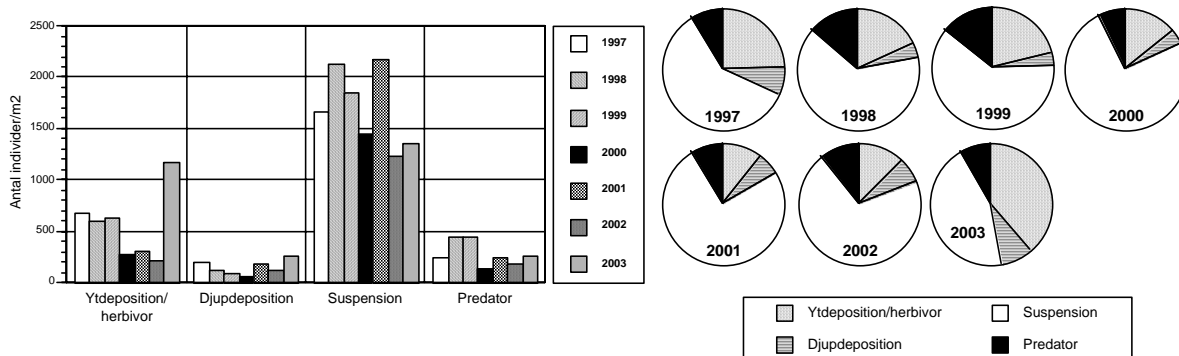 Antal individer/m2
2500
2000
1500
1000
500
0
Ytdeposition/
herbivor
Djupdeposition
Suspension
Predator
1997
1998
1999
2000
2001
2002
2003
1997
1998
1999
2000
2001
2002
2003
Ytdeposition/herbivor
Suspension
Djupdeposition
Predator